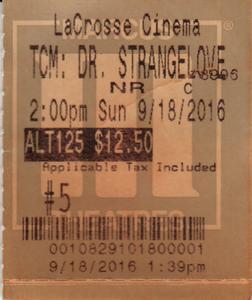 LaCrosse Cinema
TCM: DR. STRANGELOVE
NR C
2:00pm Sun 9/18/2016
ALT125 $12.50
Applicable Tax Included
#5
0010829101800001
9/18/2016 1:39pm